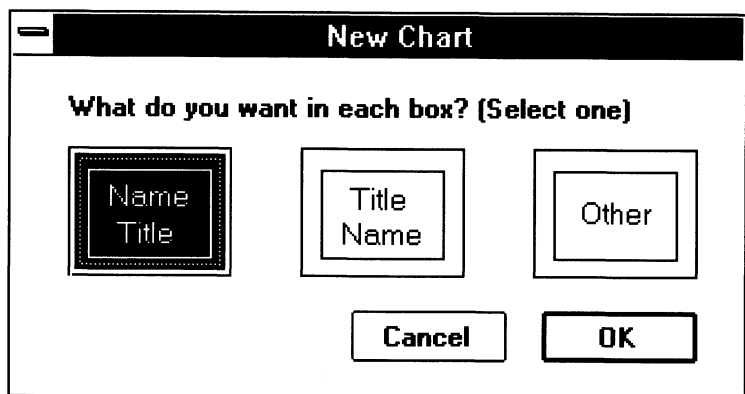 New Chart
What do you want in each box? (Select one)
Name
Title
Title
Name
Other
Cancel
OK